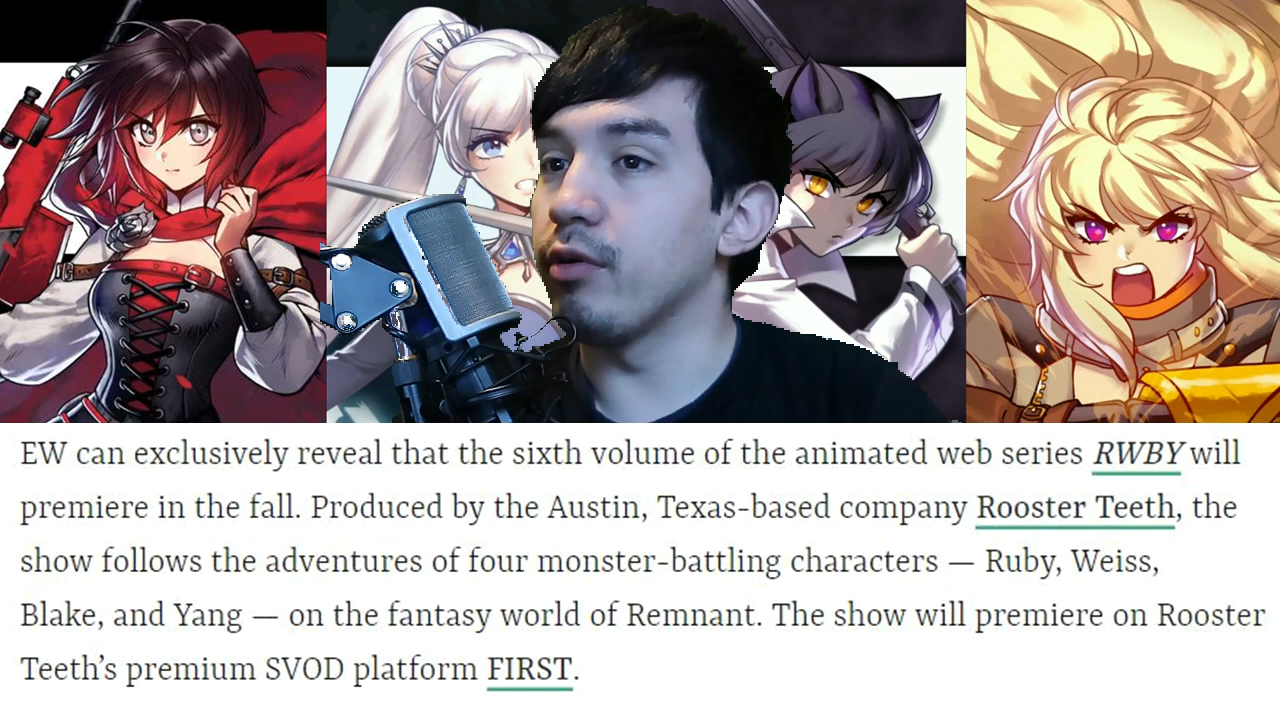 EW can exclusively reveal that the sixth volume of the animated web series RWBY will
premiere in the fall. Produced by the Austin, Texas-based company Rooster Teeth, the
show follows the adventures of four monster-battling characters — Ruby, Weiss,
Blake, and Yang — on the fantasy world of Remnant. The show will premiere on Rooster
Teeth’s premium SVOD platform FIRST.